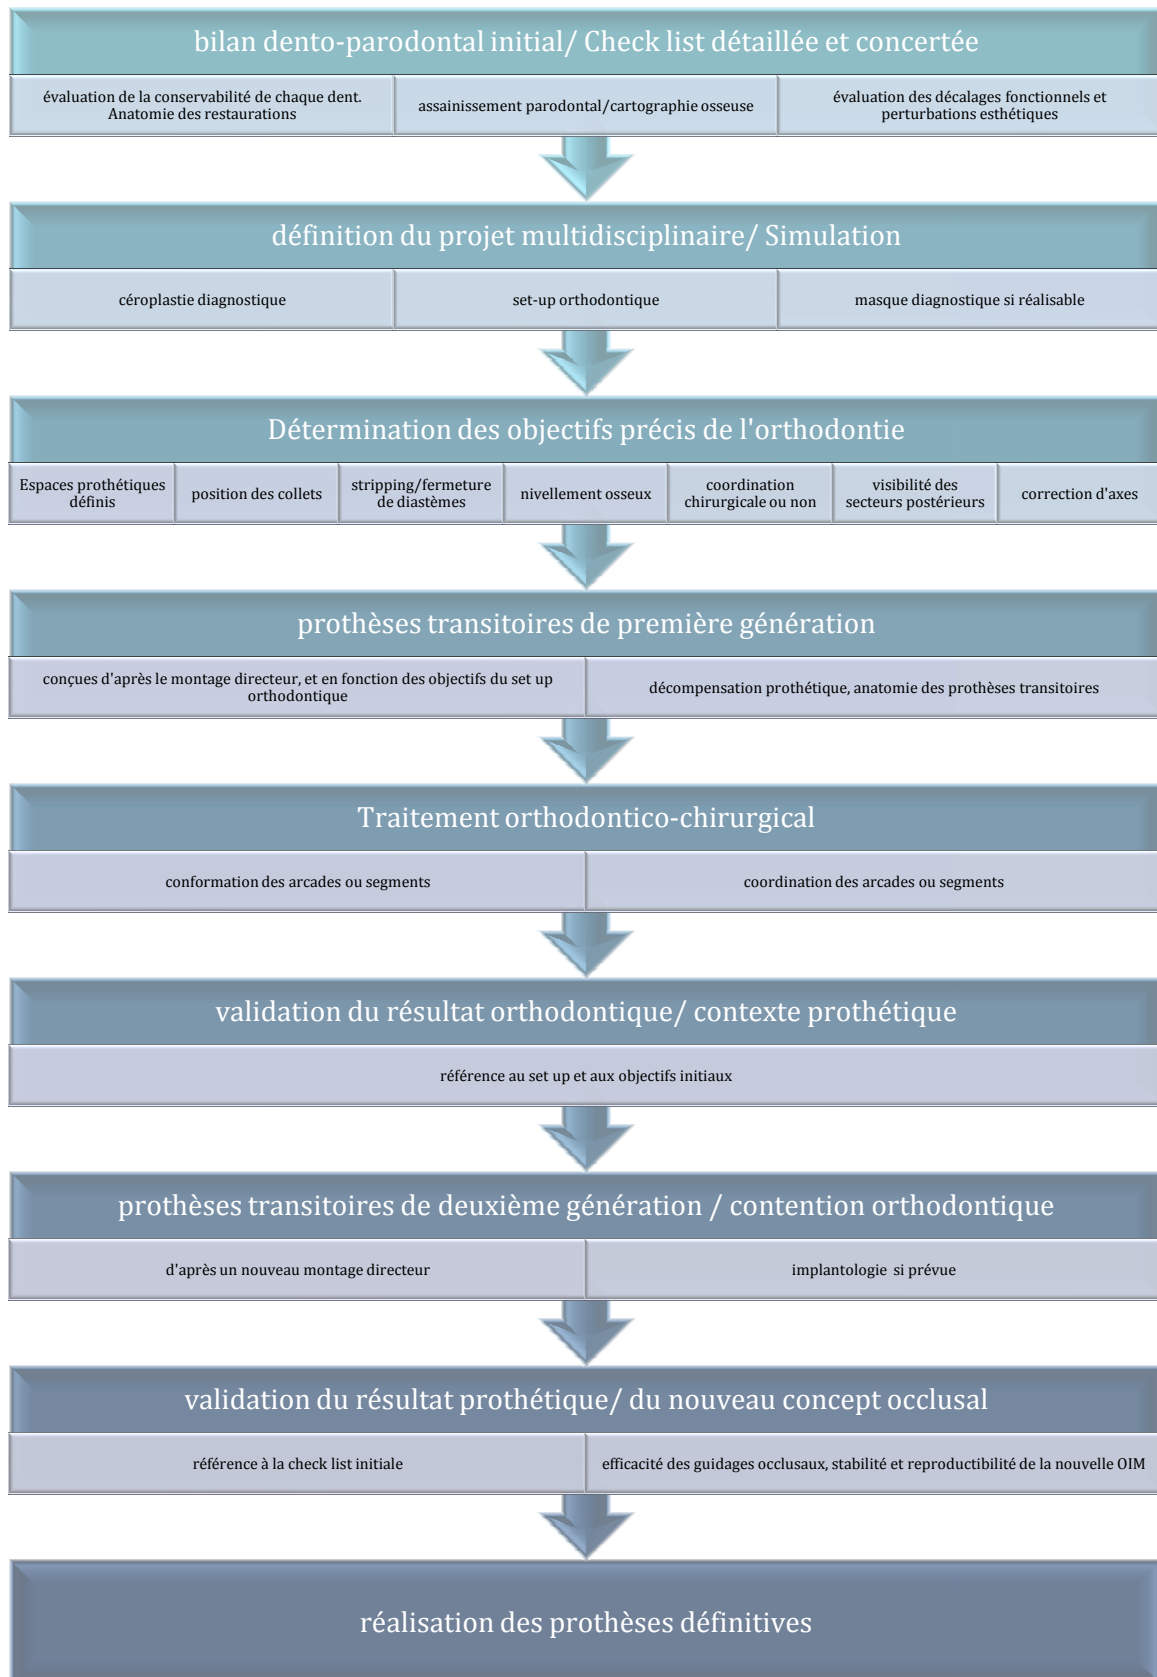 bilan dento-parodontal initial/ Check list détaillée et concertée
évaluation de la conservabilité de chaque dent.
Anatomie des restaurations
assainissement parodontal/cartographie osseuse
évaluation des décalages fonctionnels et
perturbations esthétiques
définition du projet multidisciplinaire/ Simulation
céroplastie diagnostique
set-up orthodontique
masque diagnostique si réalisable
Détermination des objectifs précis de l'orthodontie
Espaces prothétiques
définis
position des collets
stripping/fermeture
de diastèmes
nivellement osseux
coordination
chirurgicale ou non
visibilité des
secteurs postérieurs
correction d'axes
prothèses transitoires de première génération
conçues d'après le montage directeur, et en fonction des objectifs du set up
orthodontique
décompensation prothétique, anatomie des prothèses transitoires
Traitement orthodontico-chirurgical
conformation des arcades ou segments
coordination des arcades ou segments
validation du résultat orthodontique/ contexte prothétique
référence au set up et aux objectifs initiaux
prothèses transitoires de deuxième génération / contention orthodontique
d'après un nouveau montage directeur
implantologie si prévue
validation du résultat prothétique/ du nouveau concept occlusal
référence à la check list initiale
efficacité des guidages occlusaux, stabilité et reproductibilité de la nouvelle OIM
réalisation des prothèses définitives